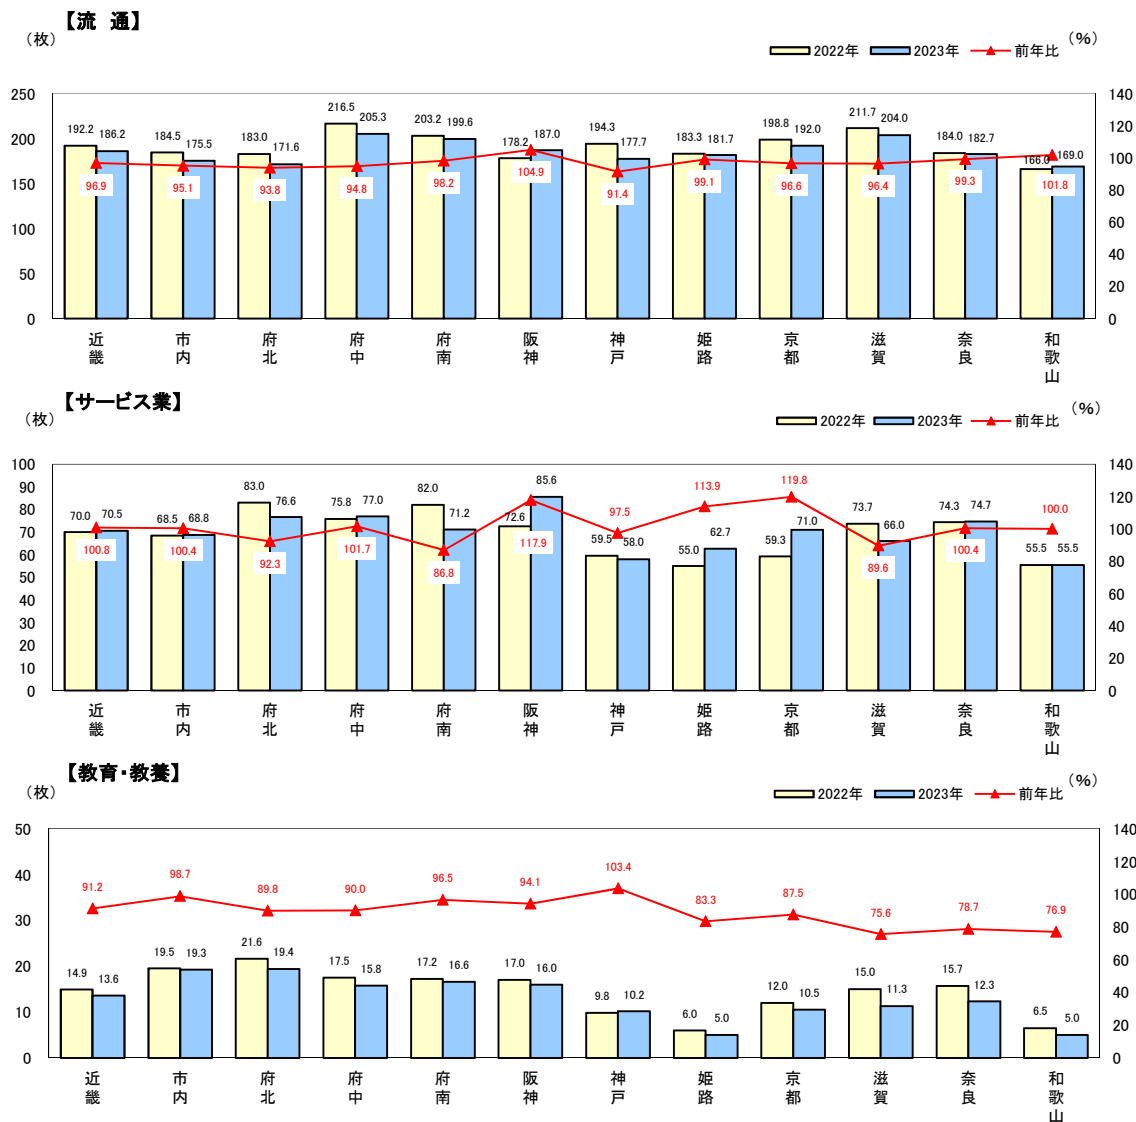 【流　通】
（枚）
（％）
2022年 2023年 前年比
250 200 150 100 50 0
140 120 100 80 60 40 20 0
192.2 186.2 184.5 175.5 183.0 171.6 216.5 205.3 203.2 199.6 178.2 187.0 194.3 177.7 183.3 181.7 198.8 192.0 211.7 204.0 184.0 182.7 166.0 169.0
96.9 95.1 93.8 94.8 98.2 104.9 91.4 99.1 96.6 96.4 99.3 101.8
近畿 市内 府北 府中 府南 阪神 神戸 姫路 京都 滋賀 奈良 和歌山
【サービス業】
（枚）
（％）
2022年 2023年 前年比
100 90 80 70 60 50 40 30 20 10 0
140 120 100 80 60 40 20 0
70.0 70.5 68.5 68.8 83.0 76.6 75.8 77.0 82.0 71.2 72.6 85.6 59.5 58.0 55.0 62.7 59.3 71.0 73.7 66.0 74.3 74.7 55.5 55.5
100.8 100.4 92.3 101.7 86.8 117.9 97.5 113.9 119.8 89.6 100.4 100.0
近畿 市内 府北 府中 府南 阪神 神戸 姫路 京都 滋賀 奈良 和歌山
【教育・教養】
（枚）
（％）
2022年 2023年 前年比
50 40 30 20 10 0
140 120 100 80 60 40 20 0
91.2 98.7 89.8 90.0 96.5 94.1 103.4 83.3 87.5 75.6 78.7 76.9
14.9 13.6 19.5 19.3 21.6 19.4 17.5 15.8 17.2 16.6 17.0 16.0 9.8 10.2 6.0 5.0 12.0 10.5 15.0 11.3 15.7 12.3 6.5 5.0
近畿 市内 府北 府中 府南 阪神 神戸 姫路 京都 滋賀 奈良 和歌山